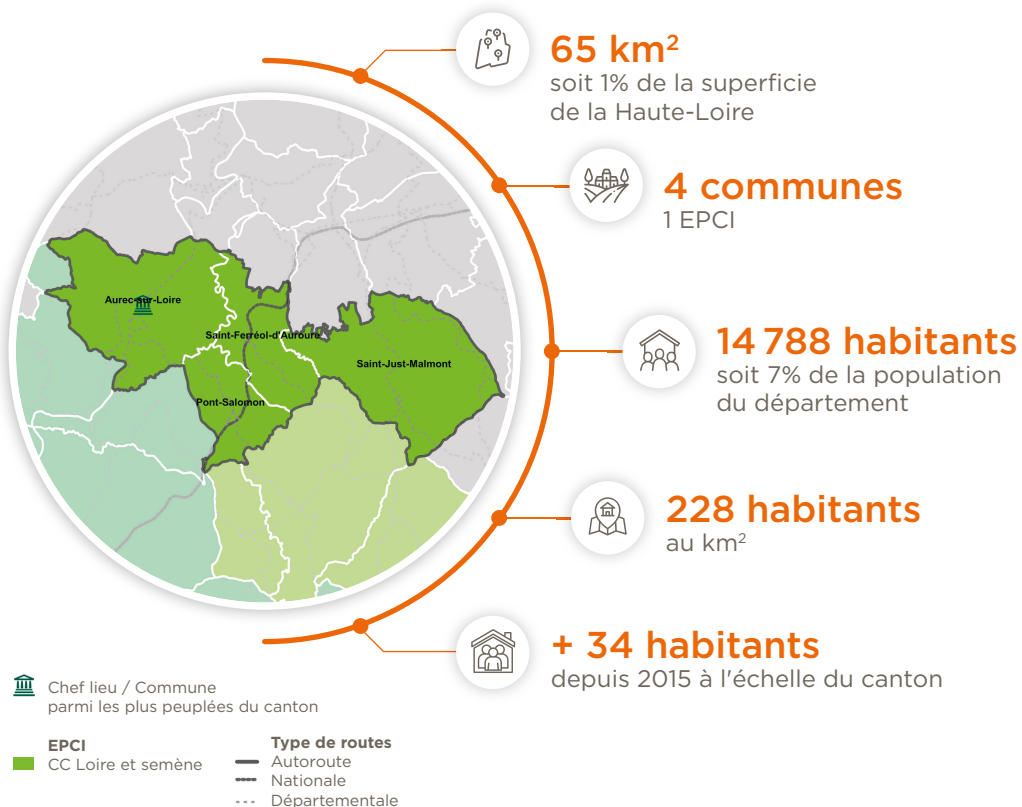 65 km²
soit 1% de la superficie
de la Haute-Loire
4 communes
1 EPCI
14 788 habitants
soit 7% de la population
du département
228 habitants
au km²
+ 34 habitants
depuis 2015 à l'échelle du canton
Aurec-sur-Loire
Saint-Ferréol-d'Auroure
Saint-Just-Malmont
Pont-Salomon
Chef lieu / Commune
parmi les plus peuplées du canton
EPCI
CC Loire et semène
Type de routes
Autoroute
Nationale
Départementale